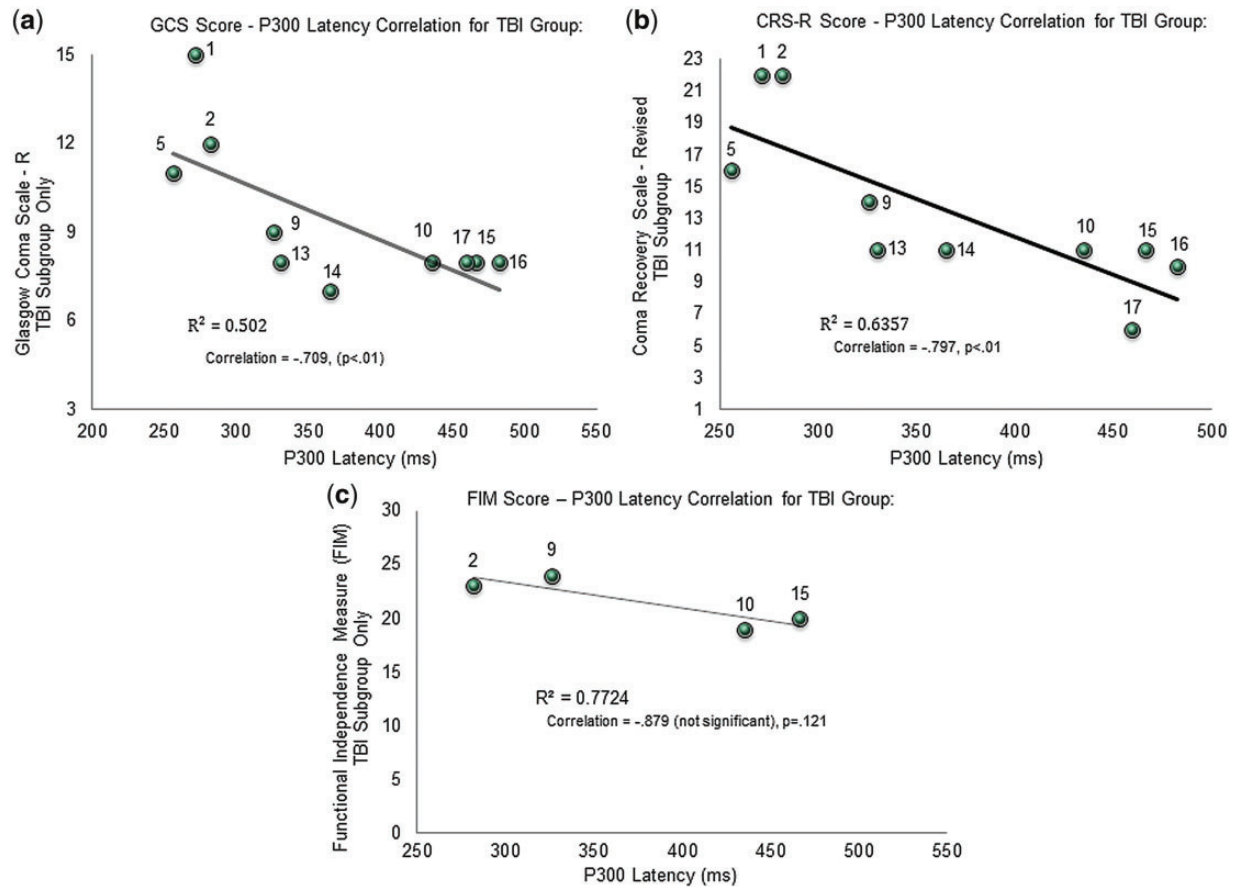 (a)
GCS Score - P300 Latency Correlation for TBI Group:
Glasgow Coma Scale - R
TBI Subgroup Only
15
12
9
6
3
1
2
5
9
13
14
10
17
15
16
R² = 0.502
Correlation = -.709, (p<.01)
200 250 300 350 400 450 500 550
P300 Latency (ms)
(b)
CRS-R Score - P300 Latency Correlation for TBI Group:
Coma Recovery Scale - Revised
TBI Subgroup
23
21
19
17
15
13
11
9
7
5
3
1
1
2
5
9
13
14
10
15
16
17
R² = 0.6357
Correlation = -.797, p<.01
250 300 350 400 450 500
P300 Latency (ms)
(c)
FIM Score – P300 Latency Correlation for TBI Group:
Functional Independence Measure (FIM)
TBI Subgroup Only
30
25
20
15
10
5
0
2
9
10
15
R² = 0.7724
Correlation = -.879 (not significant), p=.121
250 300 350 400 450 500 550
P300 Latency (ms)